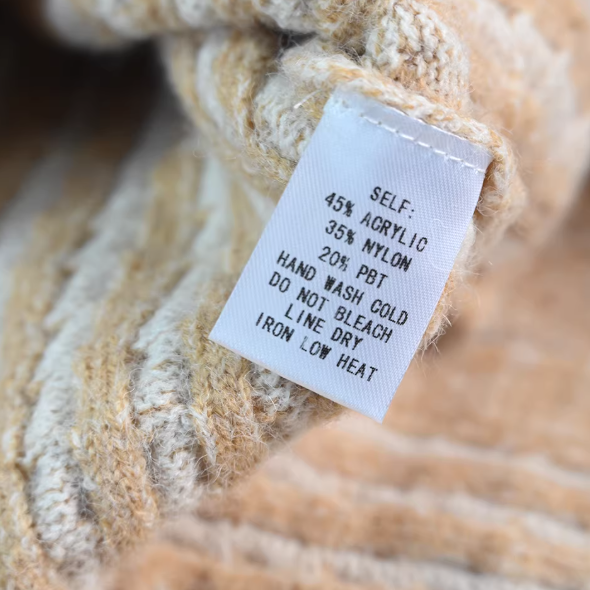 SELF:
45% ACRYLIC
35% NYLON
20% PBT
HAND WASH COLD
DO NOT BLEACH
LINE DRY
IRON LOW HEAT